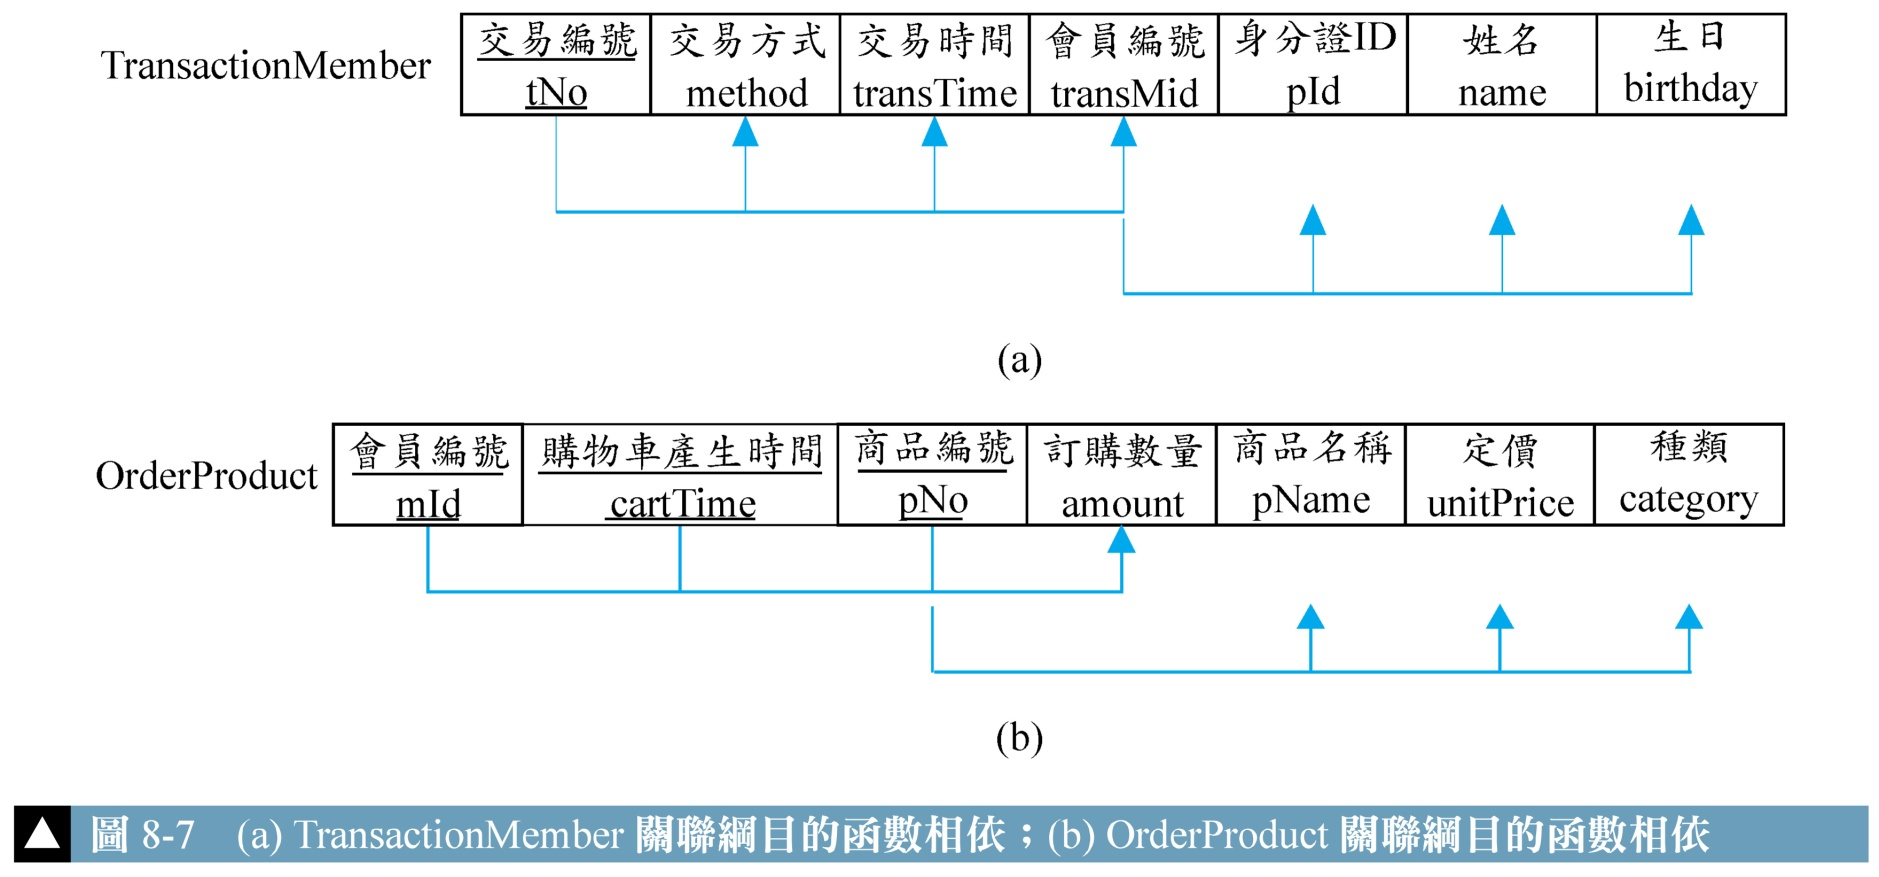 TransactionMember
交易編號 交易方式 交易時間 會員編號 身分證ID 姓名 生日
tNo method transTime transMid pId name birthday
(a)
OrderProduct
會員編號 購物車產生時間 商品編號 訂購數量 商品名稱 定價 種類
mId cartTime pNo amount pName unitPrice category
(b)
圖 8-7 (a) TransactionMember 關聯綱目的函數相依；(b) OrderProduct 關聯綱目的函數相依